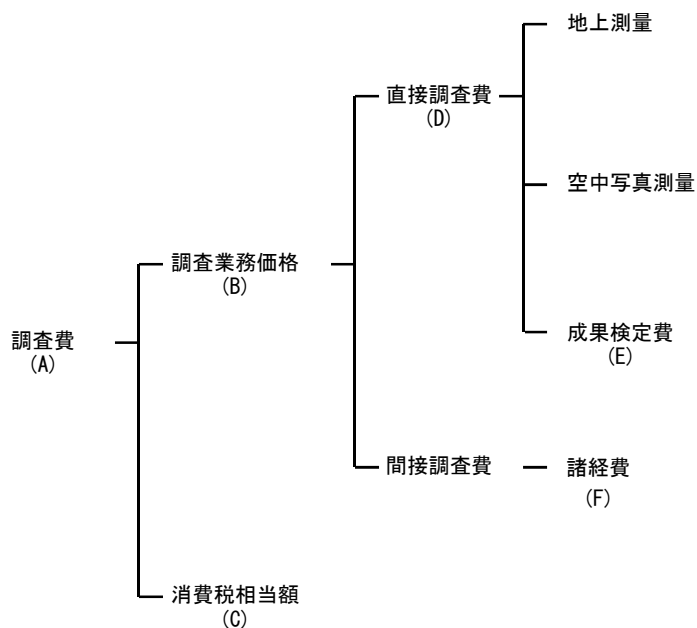 地上測量
直接調査費
(D)
空中写真測量
調査業務価格
(B)
成果検定費
(E)
調査費
(A)
間接調査費
諸経費
(F)
消費税相当額
(C)